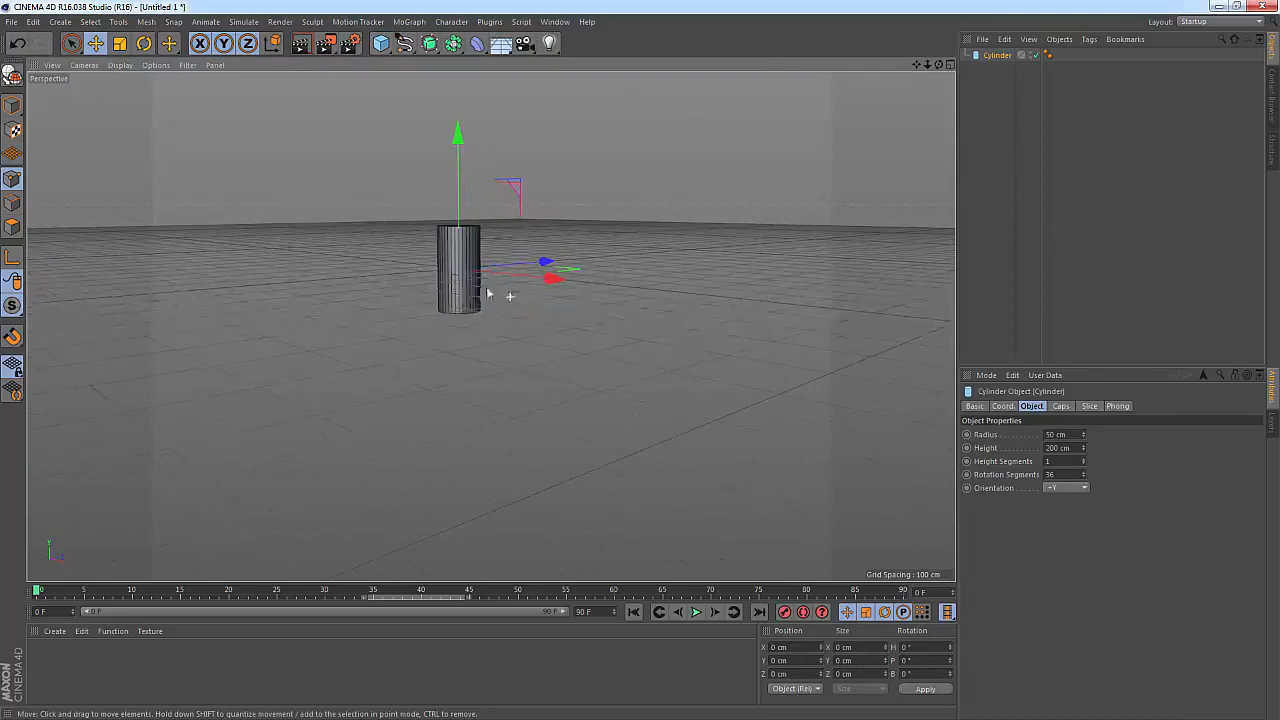 CINEMA 4D R16.038 Studio (R16) - [Untitled 1 *]
File Edit Create Select Tools Mesh Snap Animate Simulate Render Sculpt Motion Tracker MoGraph Character Plugins Script Window Help
Layout: Startup
X Y Z
File Edit View Objects Tags Bookmarks
View Cameras Display Options Filter Panel
Perspective
Cylinder
Objects
Content Browser
Structure
Mode Edit User Data
Cylinder Object [Cylinder]
Basic Coord. Object Caps Slice Phong
Object Properties
Radius 50 cm
Height 200 cm
Height Segments 1
Rotation Segments 36
Orientation +Y
Attributes
Layers
Y
Grid Spacing : 100 cm
0 5 10 15 20 25 30 35 40 45 50 55 60 65 70 75 80 85 90 0 F
0 F 0 F 90 F 90 F
Create Edit Function Texture
Position Size Rotation
X 0 cm X 0 cm H 0 °
Y 0 cm Y 0 cm P 0 °
Z 0 cm Z 0 cm B 0 °
Object (Rel) Size Apply
MAXON
CINEMA 4D
Move: Click and drag to move elements. Hold down SHIFT to quantize movement / add to the selection in point mode, CTRL to remove.